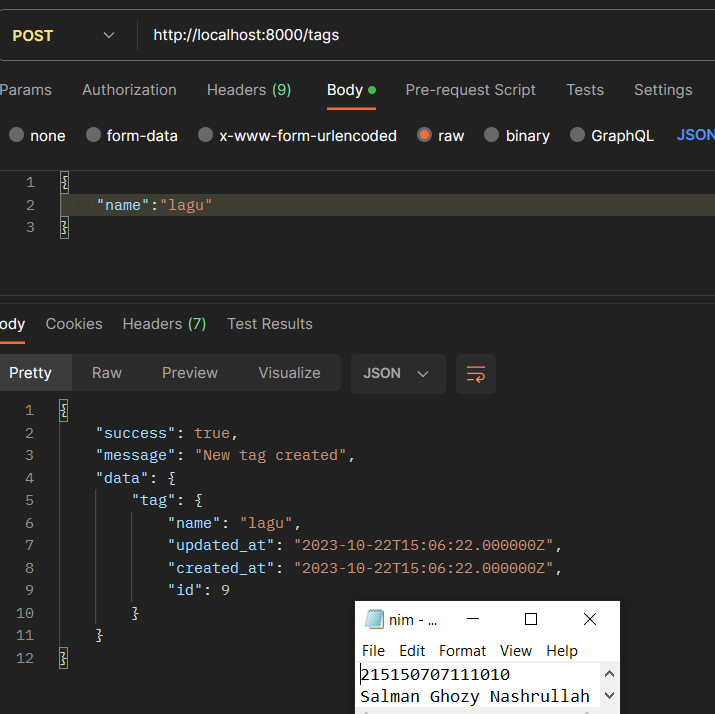 POST http://localhost:8000/tags
Params Authorization Headers (9) Body Pre-request Script Tests Settings
none form-data x-www-form-urlencoded raw binary GraphQL JSON
1 {
2 "name":"lagu"
3 }
ody Cookies Headers (7) Test Results
Pretty Raw Preview Visualize JSON
1 {
2 "success": true,
3 "message": "New tag created",
4 "data": {
5 "tag": {
6 "name": "lagu",
7 "updated_at": "2023-10-22T15:06:22.000000Z",
8 "created_at": "2023-10-22T15:06:22.000000Z",
9 "id": 9
10 }
11 }
12 }
nim - ...
File Edit Format View Help
215150707111010
Salman Ghozy Nashrullah